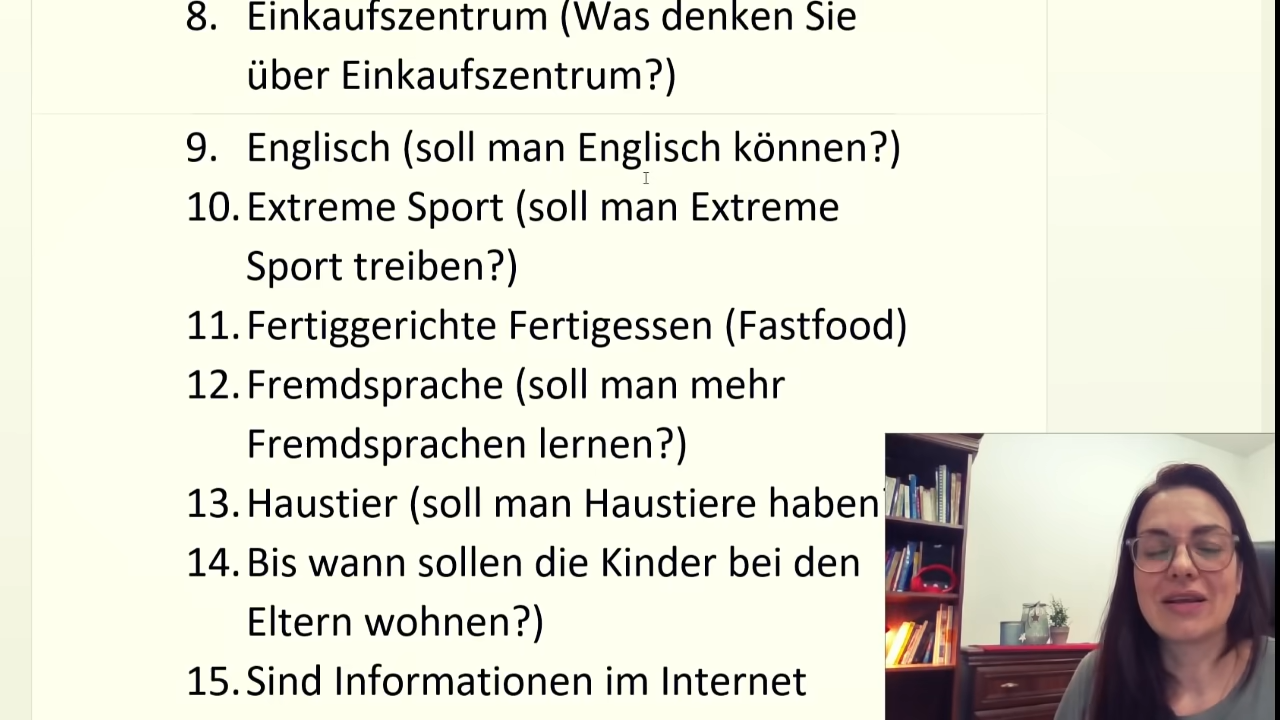 8. Einkaufszentrum (Was denken Sie
über Einkaufszentrum?)
9. Englisch (soll man Englisch können?)
10. Extreme Sport (soll man Extreme
Sport treiben?)
11. Fertiggerichte Fertigessen (Fastfood)
12. Fremdsprache (soll man mehr
Fremdsprachen lernen?)
13. Haustier (soll man Haustiere haben
14. Bis wann sollen die Kinder bei den
Eltern wohnen?)
15. Sind Informationen im Internet